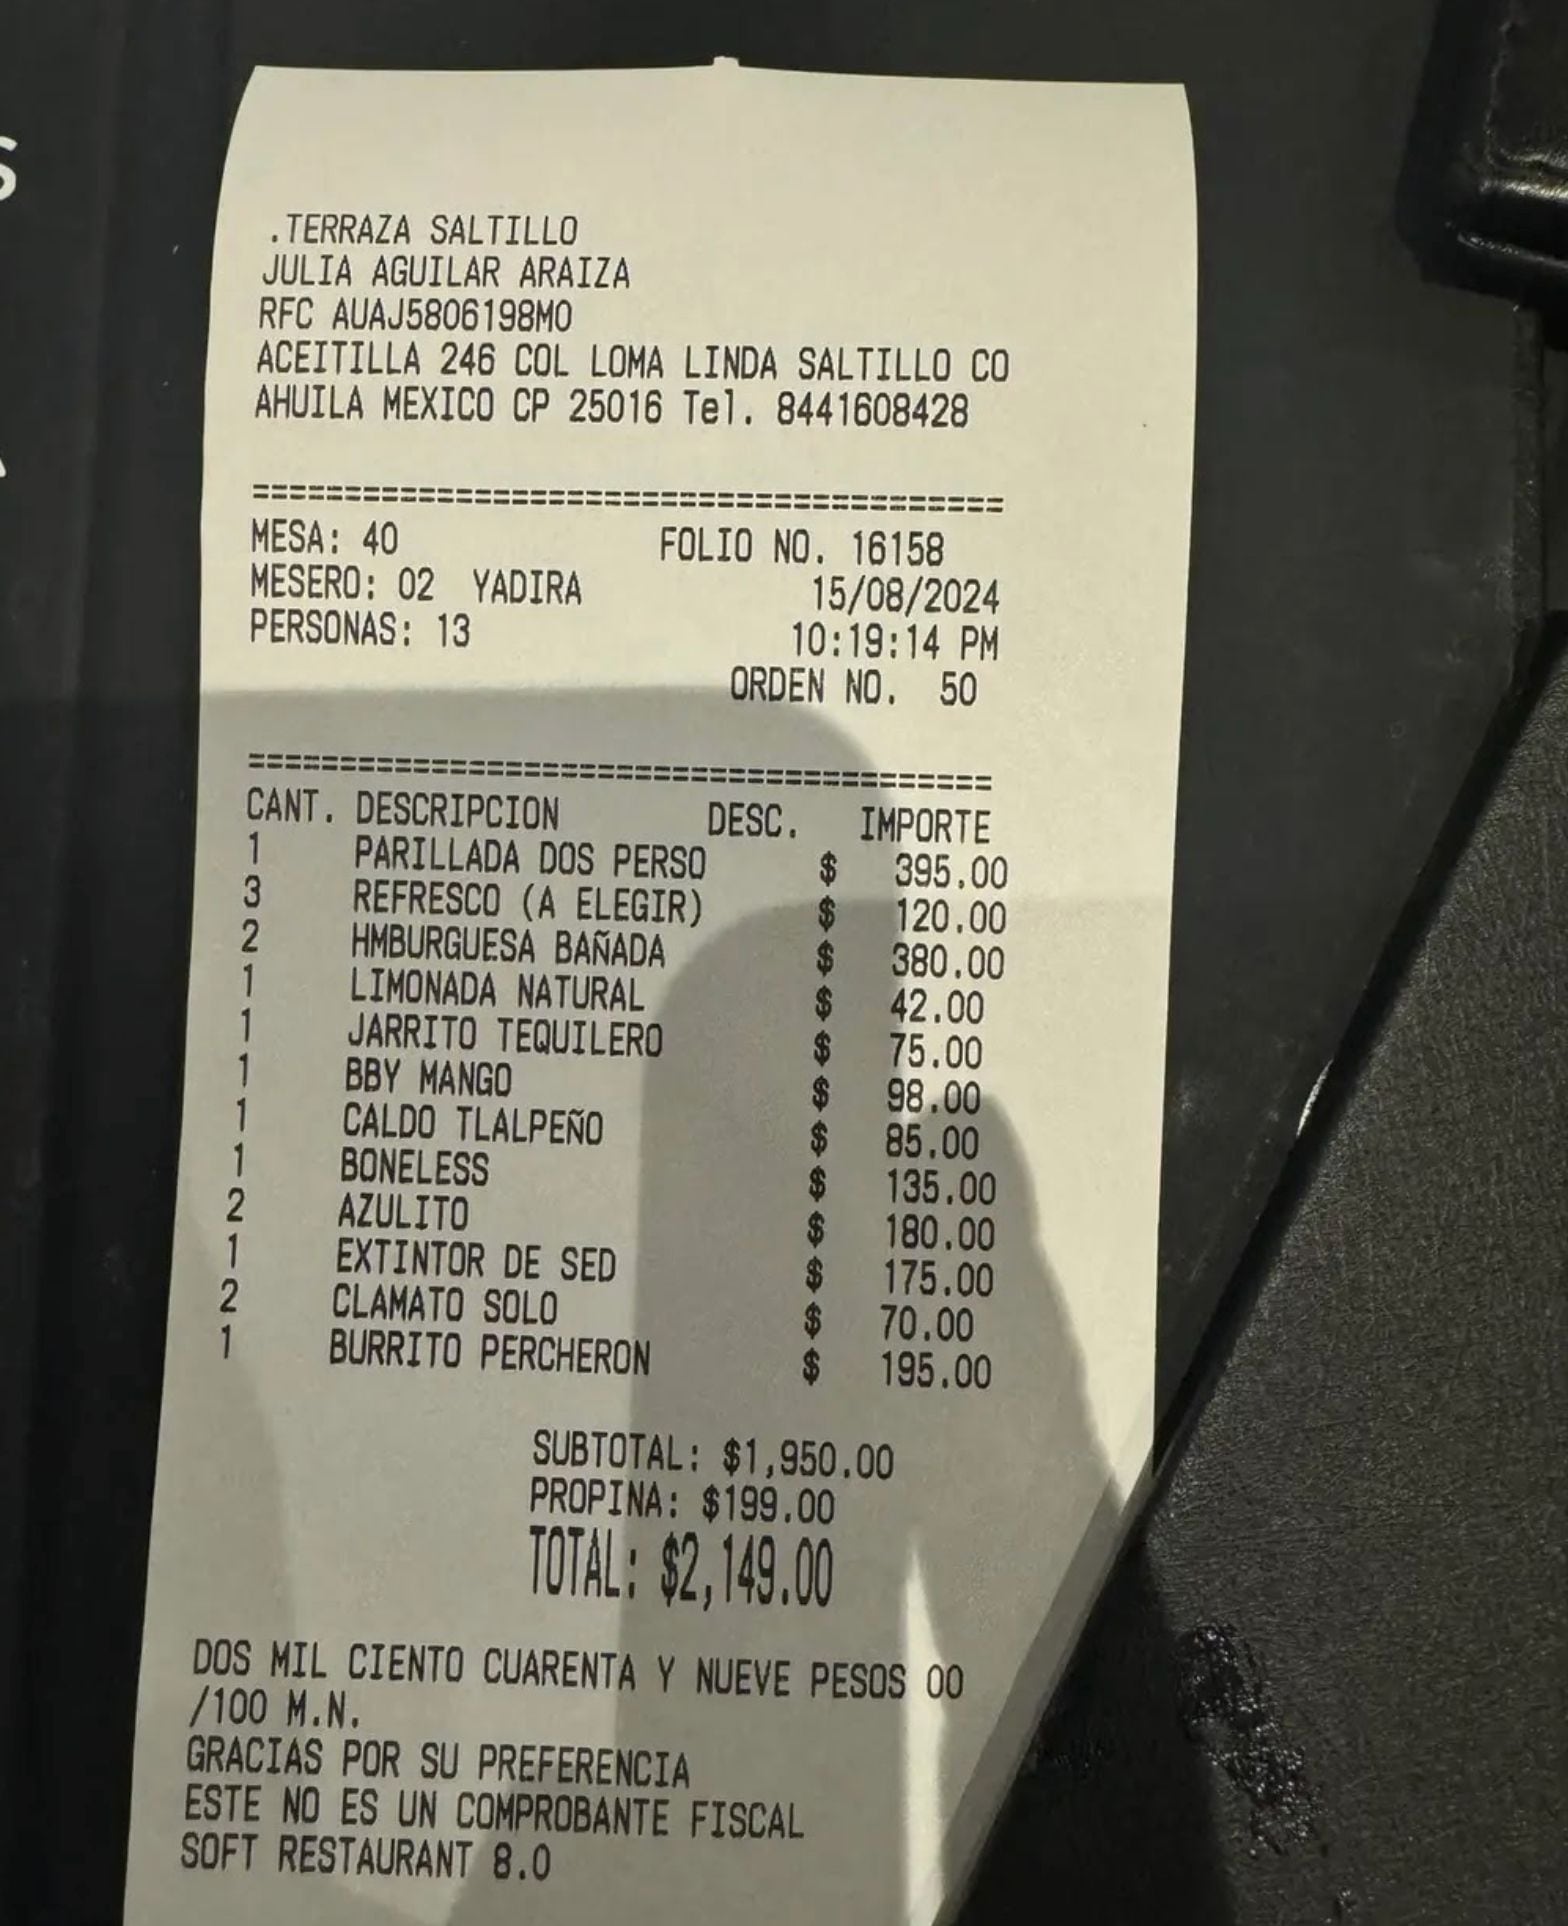 .TERRAZA SALTILLO
JULIA AGUILAR ARAIZA
RFC AUAJ5806198M0
ACEITILLA 246 COL LOMA LINDA SALTILLO CO
AHUILA MEXICO CP 25016 Tel. 8441608428
=======================================
MESA: 40 FOLIO NO. 16158
MESERO: 02 YADIRA 15/08/2024
PERSONAS: 13 10:19:14 PM
ORDEN NO. 50
=======================================
CANT. DESCRIPCION DESC. IMPORTE
1 PARILLADA DOS PERSO $ 395.00
3 REFRESCO (A ELEGIR) $ 120.00
2 HMBURGUESA BAÑADA $ 380.00
1 LIMONADA NATURAL $ 42.00
1 JARRITO TEQUILERO $ 75.00
1 BBY MANGO $ 98.00
1 CALDO TLALPEÑO $ 85.00
1 BONELESS $ 135.00
2 AZULITO $ 180.00
1 EXTINTOR DE SED $ 175.00
2 CLAMATO SOLO $ 70.00
1 BURRITO PERCHERON $ 195.00
SUBTOTAL: $1,950.00
PROPINA: $199.00
TOTAL: $2,149.00
DOS MIL CIENTO CUARENTA Y NUEVE PESOS 00
/100 M.N.
GRACIAS POR SU PREFERENCIA
ESTE NO ES UN COMPROBANTE FISCAL
SOFT RESTAURANT 8.0